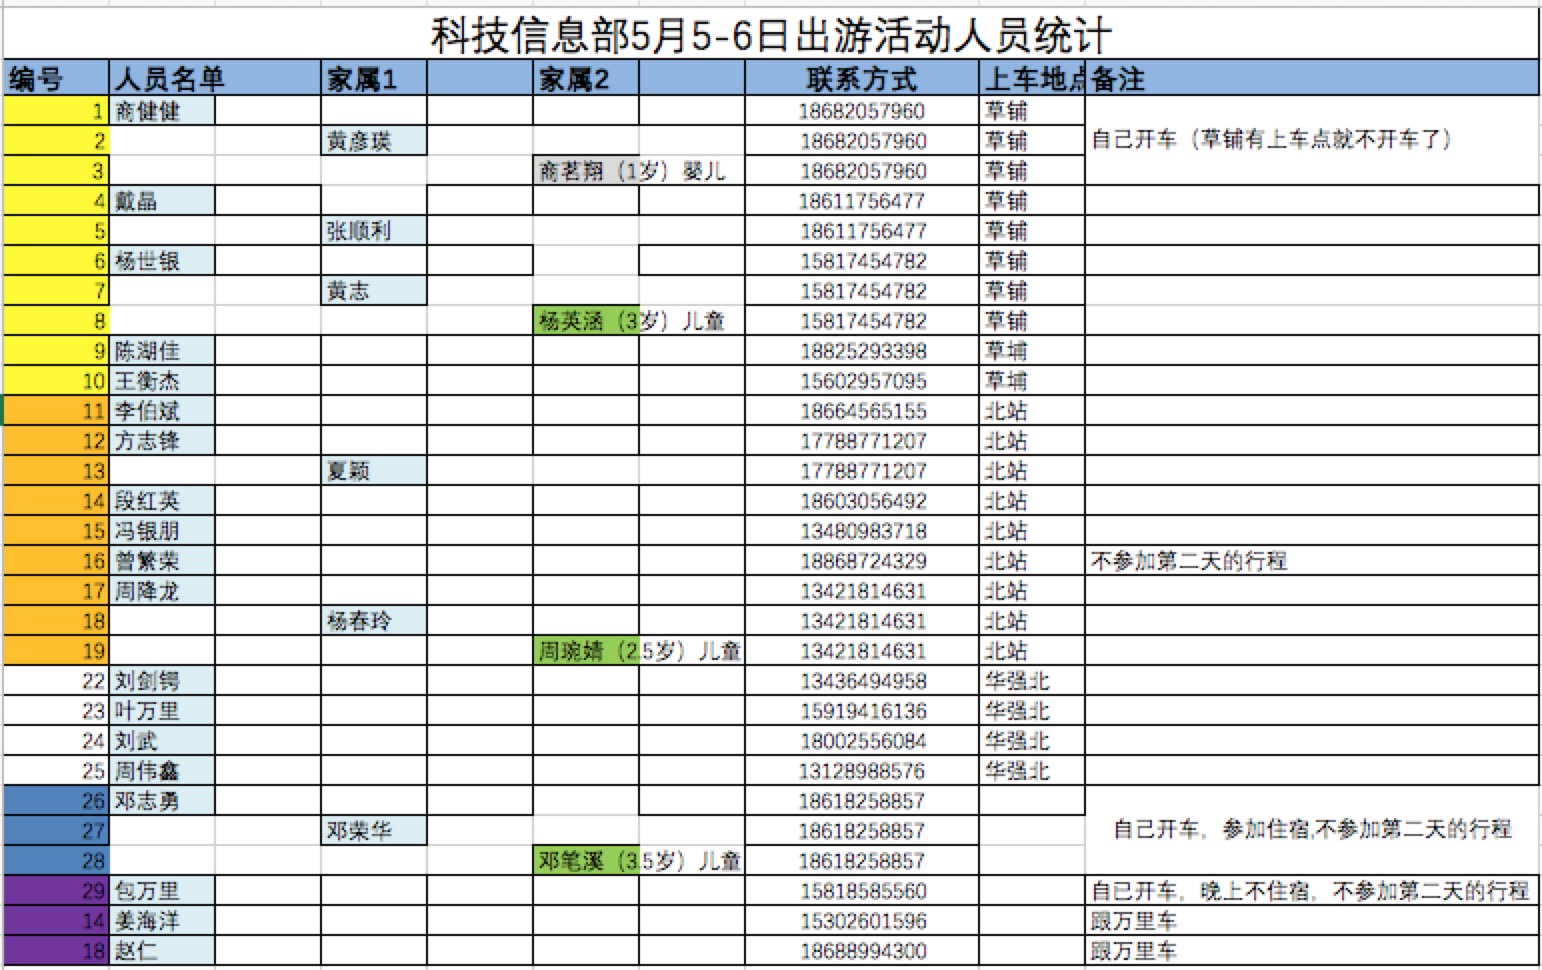 科技信息部5月5-6日出游活动人员统计
编号 人员名单 家属1 家属2 联系方式 上车地点 备注
1 商健健 18682057960 草铺
2 黄彦瑛 18682057960 草铺 自己开车（草铺有上车点就不开车了）
3 商茗翔（1岁）婴儿 18682057960 草铺
4 戴晶 18611756477 草铺
5 张顺利 18611756477 草铺
6 杨世银 15817454782 草铺
7 黄志 15817454782 草铺
8 杨英涵（3岁）儿童 15817454782 草铺
9 陈湖佳 18825293398 草埔
10 王衡杰 15602957095 草埔
11 李伯斌 18664565155 北站
12 方志锋 17788771207 北站
13 夏颖 17788771207 北站
14 段红英 18603056492 北站
15 冯银朋 13480983718 北站
16 曾繁荣 18868724329 北站 不参加第二天的行程
17 周降龙 13421814631 北站
18 杨春玲 13421814631 北站
19 周琬婧（2.5岁）儿童 13421814631 北站
22 刘剑锷 13436494958 华强北
23 叶万里 15919416136 华强北
24 刘武 18002556084 华强北
25 周伟鑫 13128988576 华强北
26 邓志勇 18618258857
27 邓荣华 18618258857 自己开车，参加住宿,不参加第二天的行程
28 邓笔溪（3.5岁）儿童 18618258857
29 包万里 15818585560 自已开车，晚上不住宿，不参加第二天的行程
14 姜海洋 15302601596 跟万里车
18 赵仁 18688994300 跟万里车